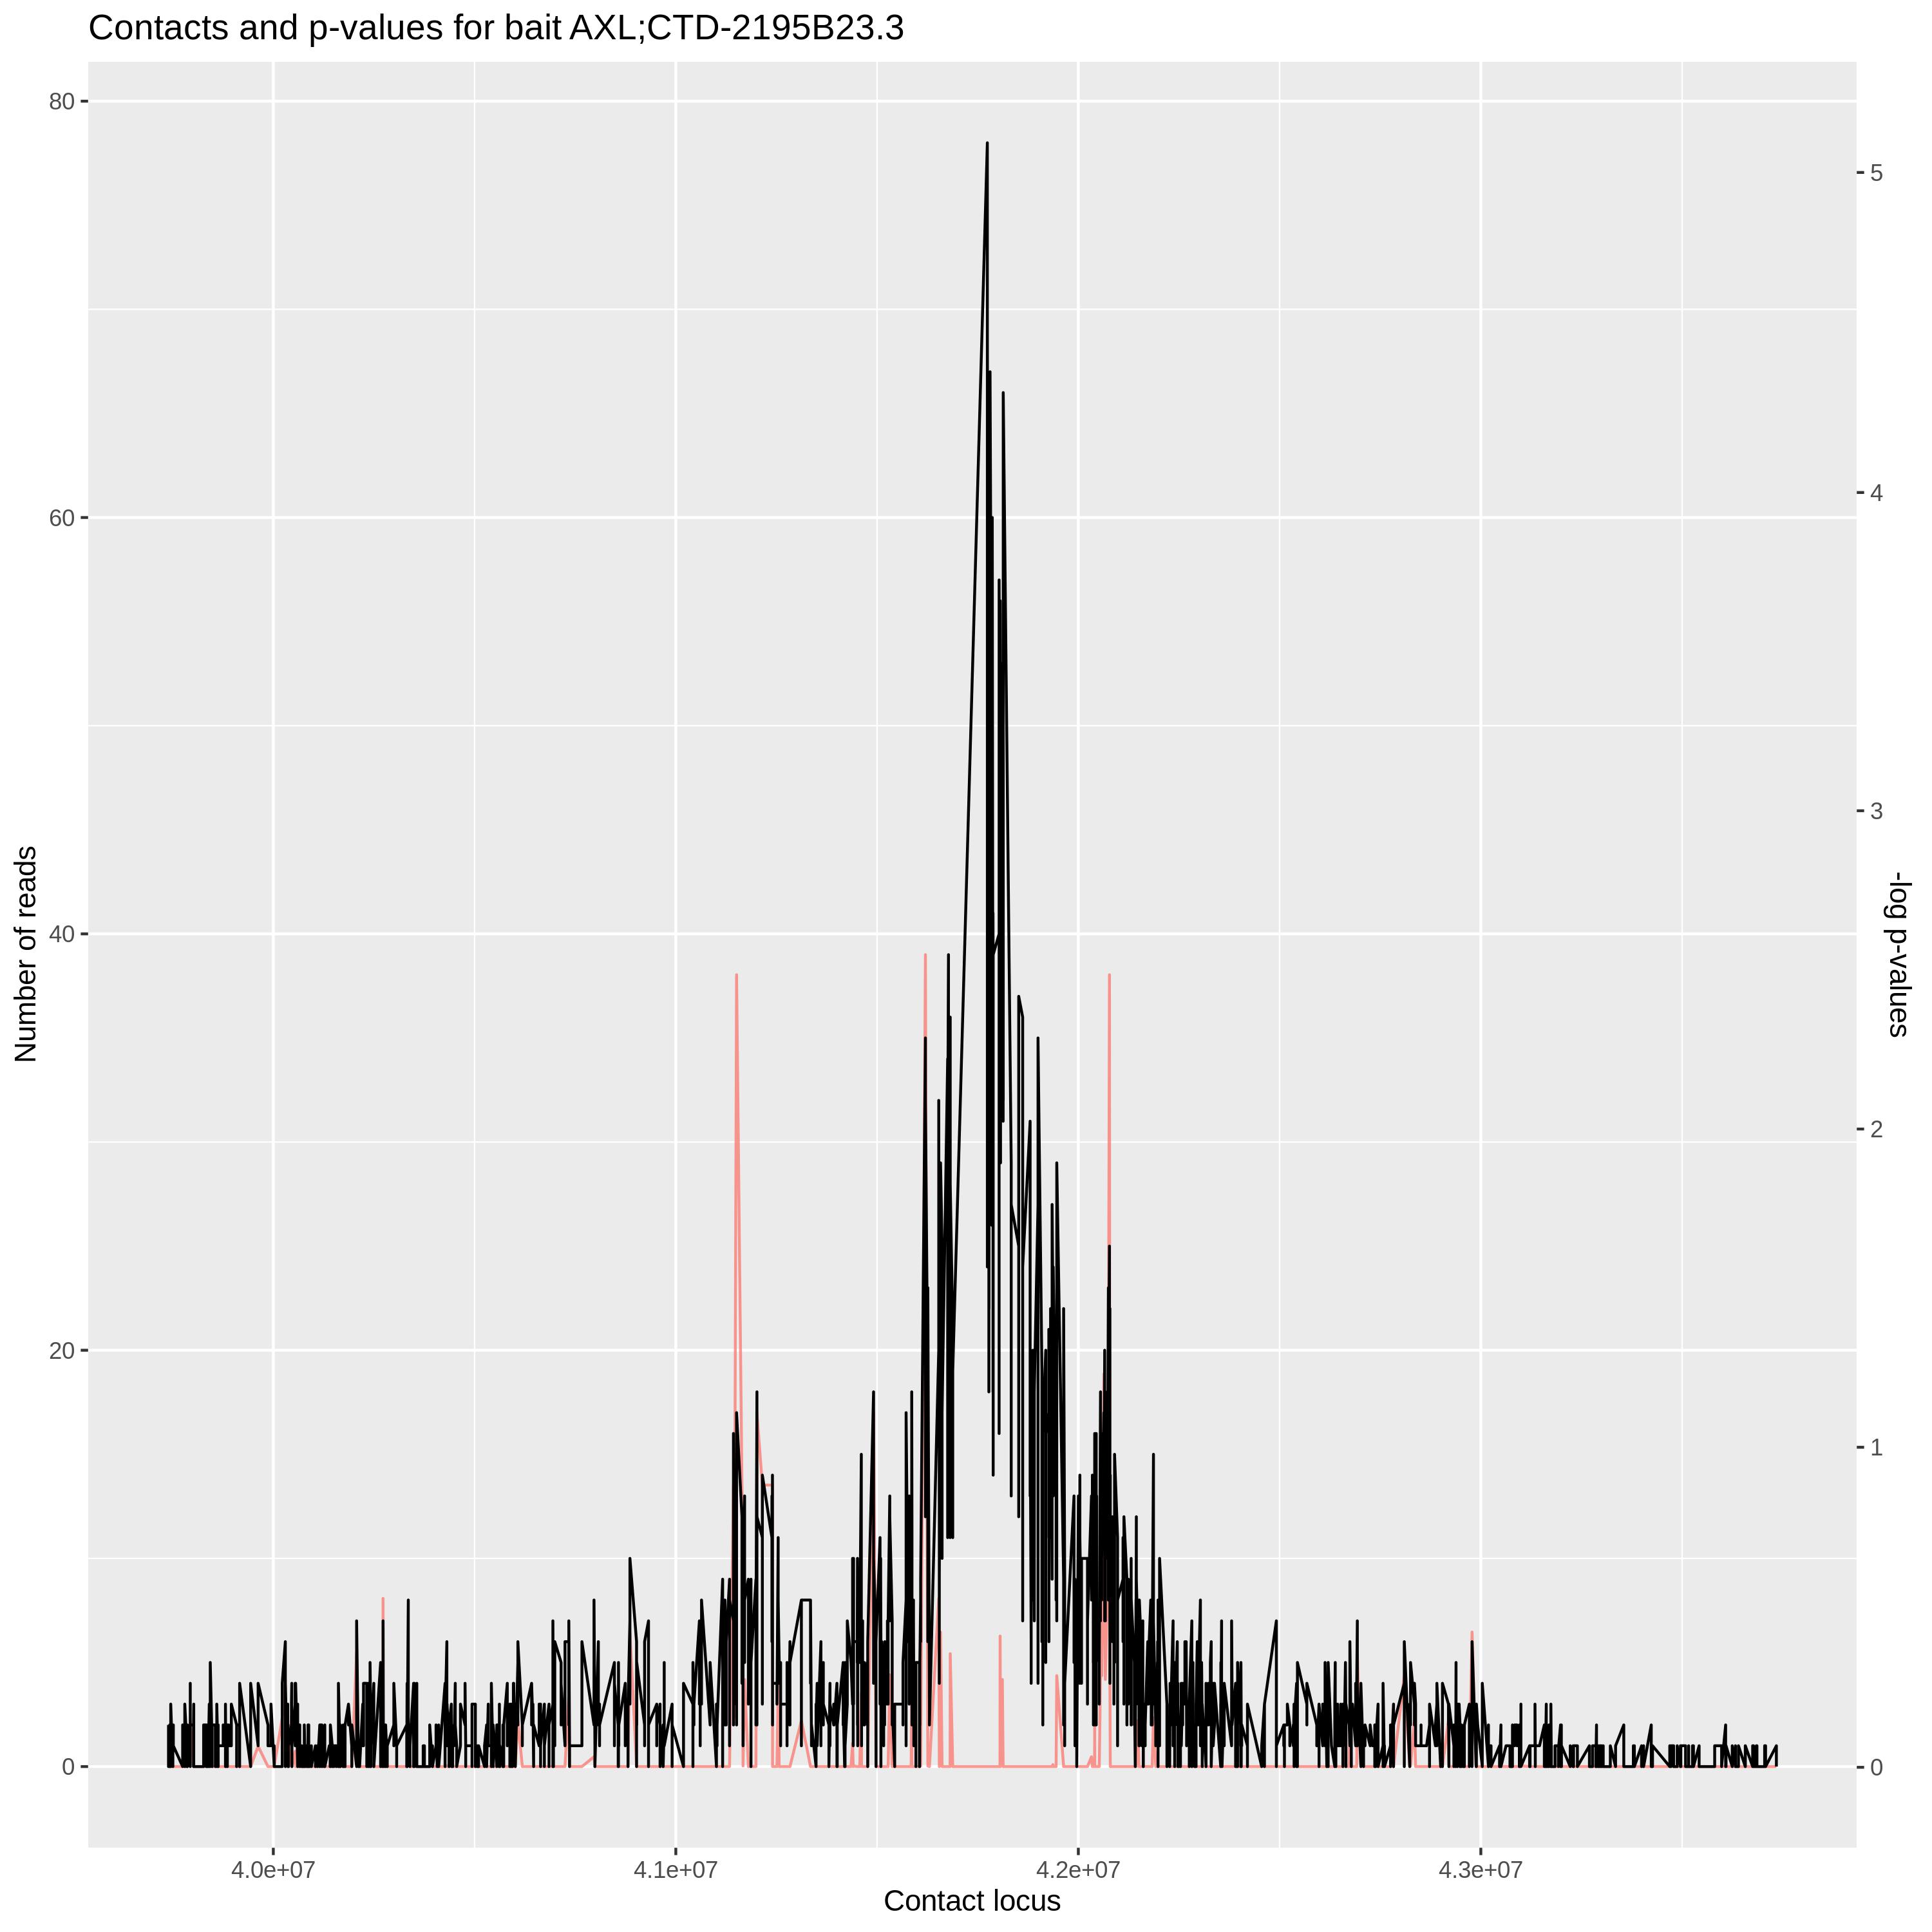 Contacts and p-values for bait AXL;CTD-2195B23.3
80
60
40
20
0
Number of reads
5
4
3
2
1
0
-log p-values
4.0e+07
4.1e+07
4.2e+07
4.3e+07
Contact locus